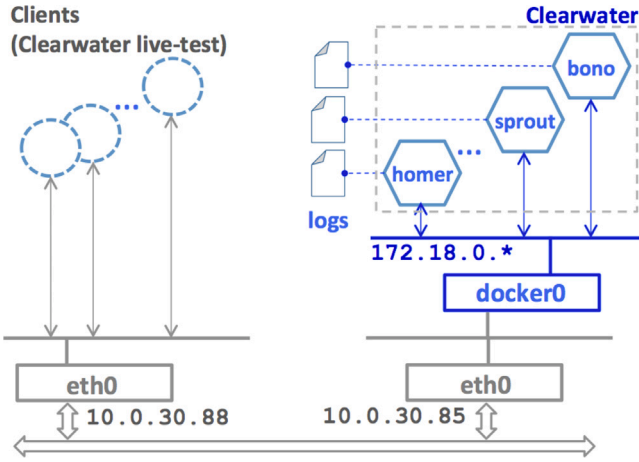 Clients
(Clearwater live-test)
...
Clearwater
bono
sprout
...
homer
logs
172.18.0.*
docker0
eth0
10.0.30.88
eth0
10.0.30.85